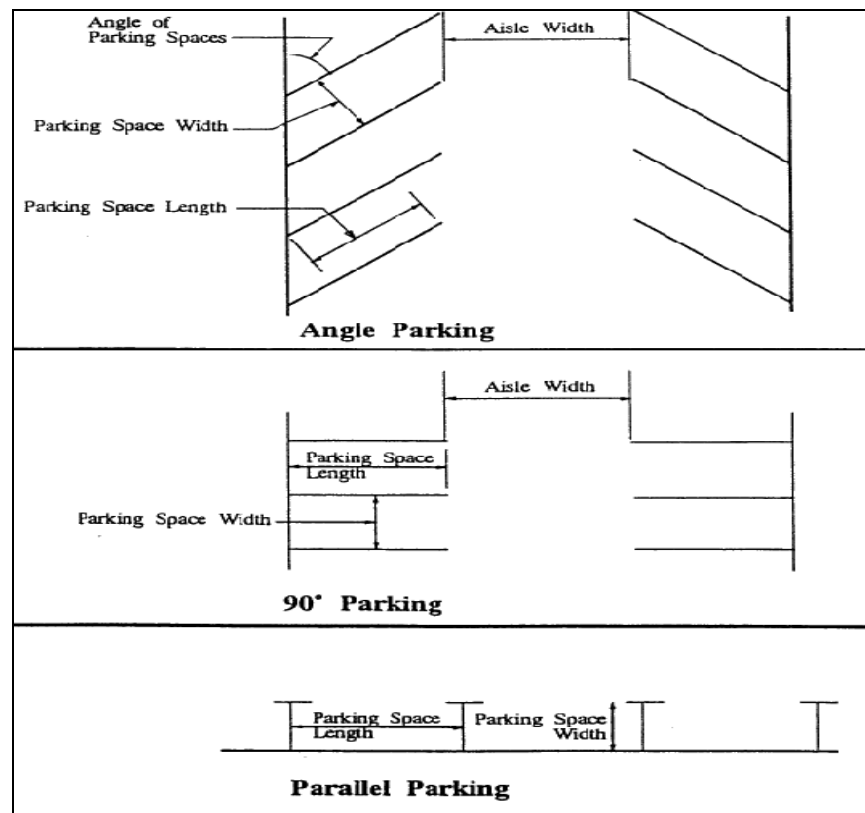 Angle of
Parking Spaces
Aisle Width
Parking Space Width
Parking Space Length
Angle Parking
Aisle Width
Parking Space
Length
Parking Space Width
90° Parking
Parking Space
Length
Parking Space
Width
Parallel Parking